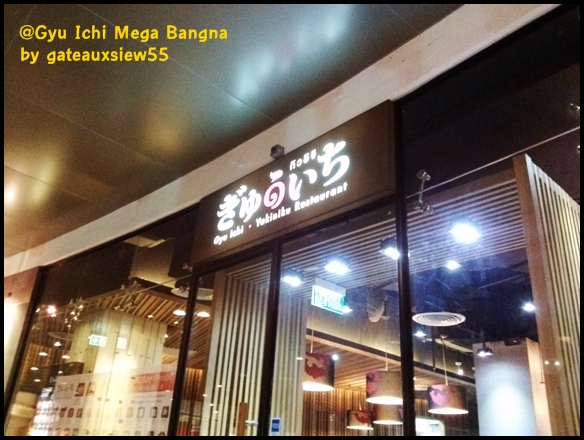 @Gyu Ichi Mega Bangna
by gateauxsiew55
กิวอิจิ
ぎゅういち
Gyu Ichi · Yakiniku Restaurant